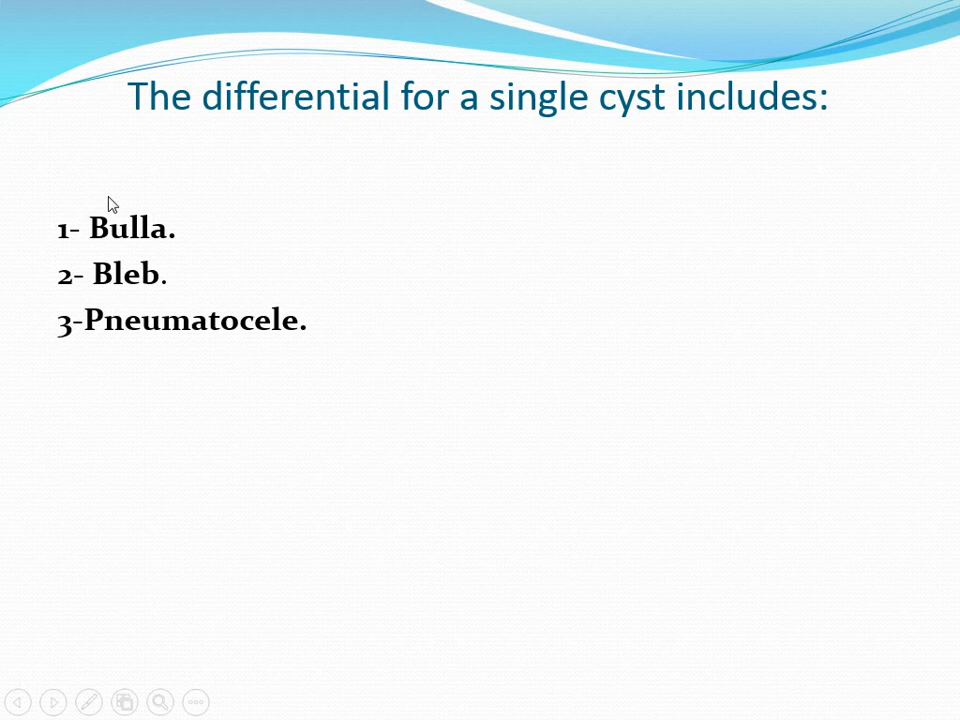 The differential for a single cyst includes:
1- Bulla.
2- Bleb.
3-Pneumatocele.